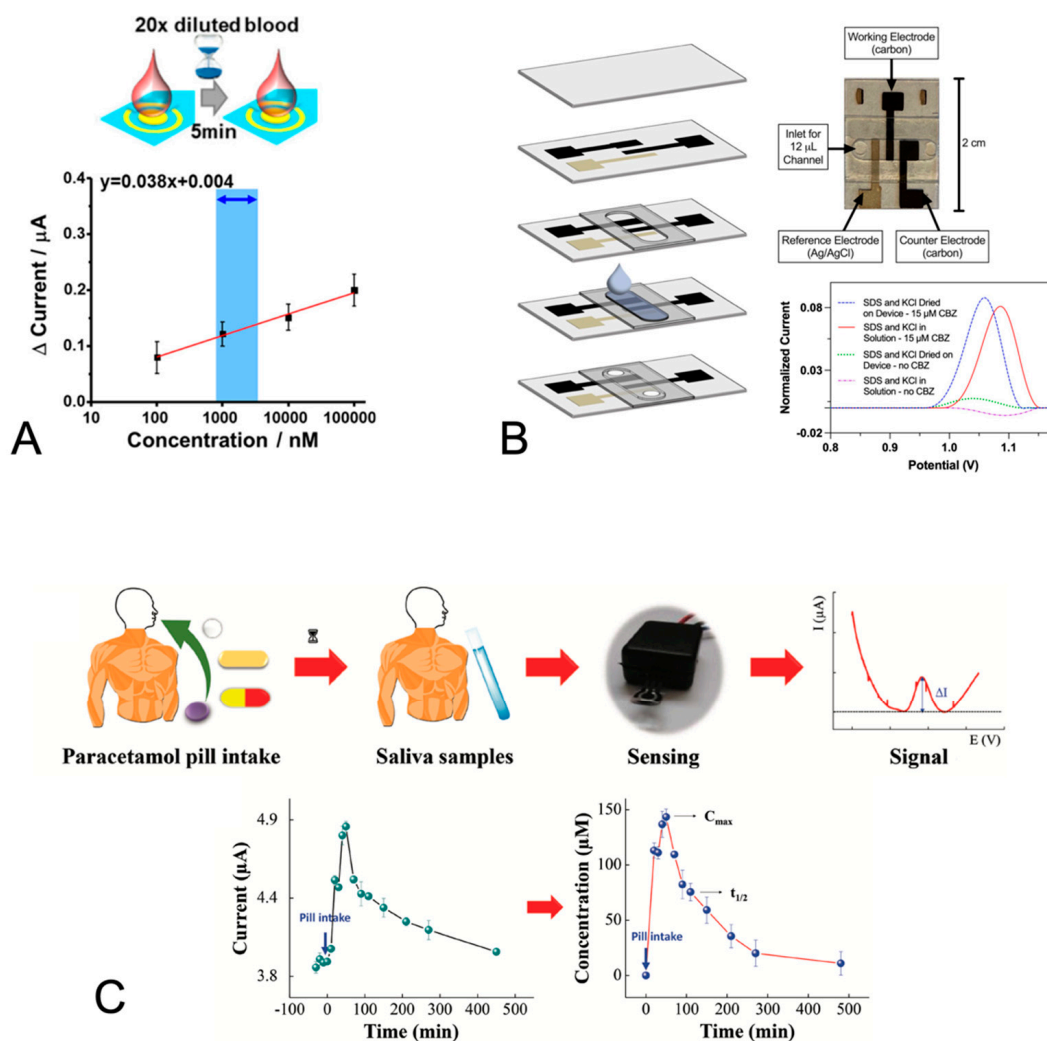 20x diluted blood
5min
y=0.038x+0.004
0.4
0.3
0.2
0.1
0.0
Δ Current / μA
10
100
1000
10000
100000
Concentration / nM
A
Working Electrode
(carbon)
Inlet for
12 μL
Channel
2 cm
Reference Electrode
(Ag/AgCl)
Counter Electrode
(carbon)
SDS and KCl Dried
on Device - 15 μM CBZ
SDS and KCl in
Solution - 15 μM CBZ
SDS and KCl Dried on
Device - no CBZ
SDS and KCl in
Solution - no CBZ
0.08
0.03
-0.02
Normalized Current
0.8
0.9
1.0
1.1
Potential (V)
B
Paracetamol pill intake
Saliva samples
Sensing
I (μA)
ΔI
E (V)
Signal
4.9
4.4
3.8
Current (μA)
Pill intake
-100
0
100
200
300
400
500
Time (min)
150
100
50
0
Concentration (μM)
Cmax
t1/2
Pill intake
0
100
200
300
400
500
Time (min)
C